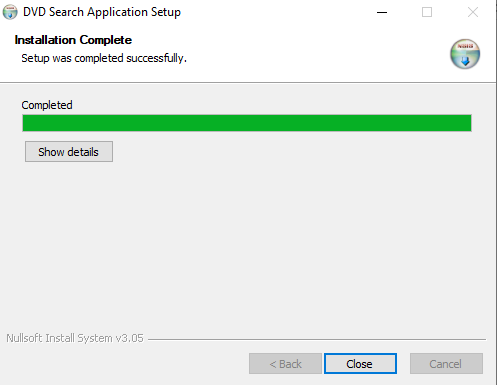 DVD Search Application Setup
Installation Complete
Setup was completed successfully.
Completed
Show details
Nullsoft Install System v3.05
< Back
Close
Cancel